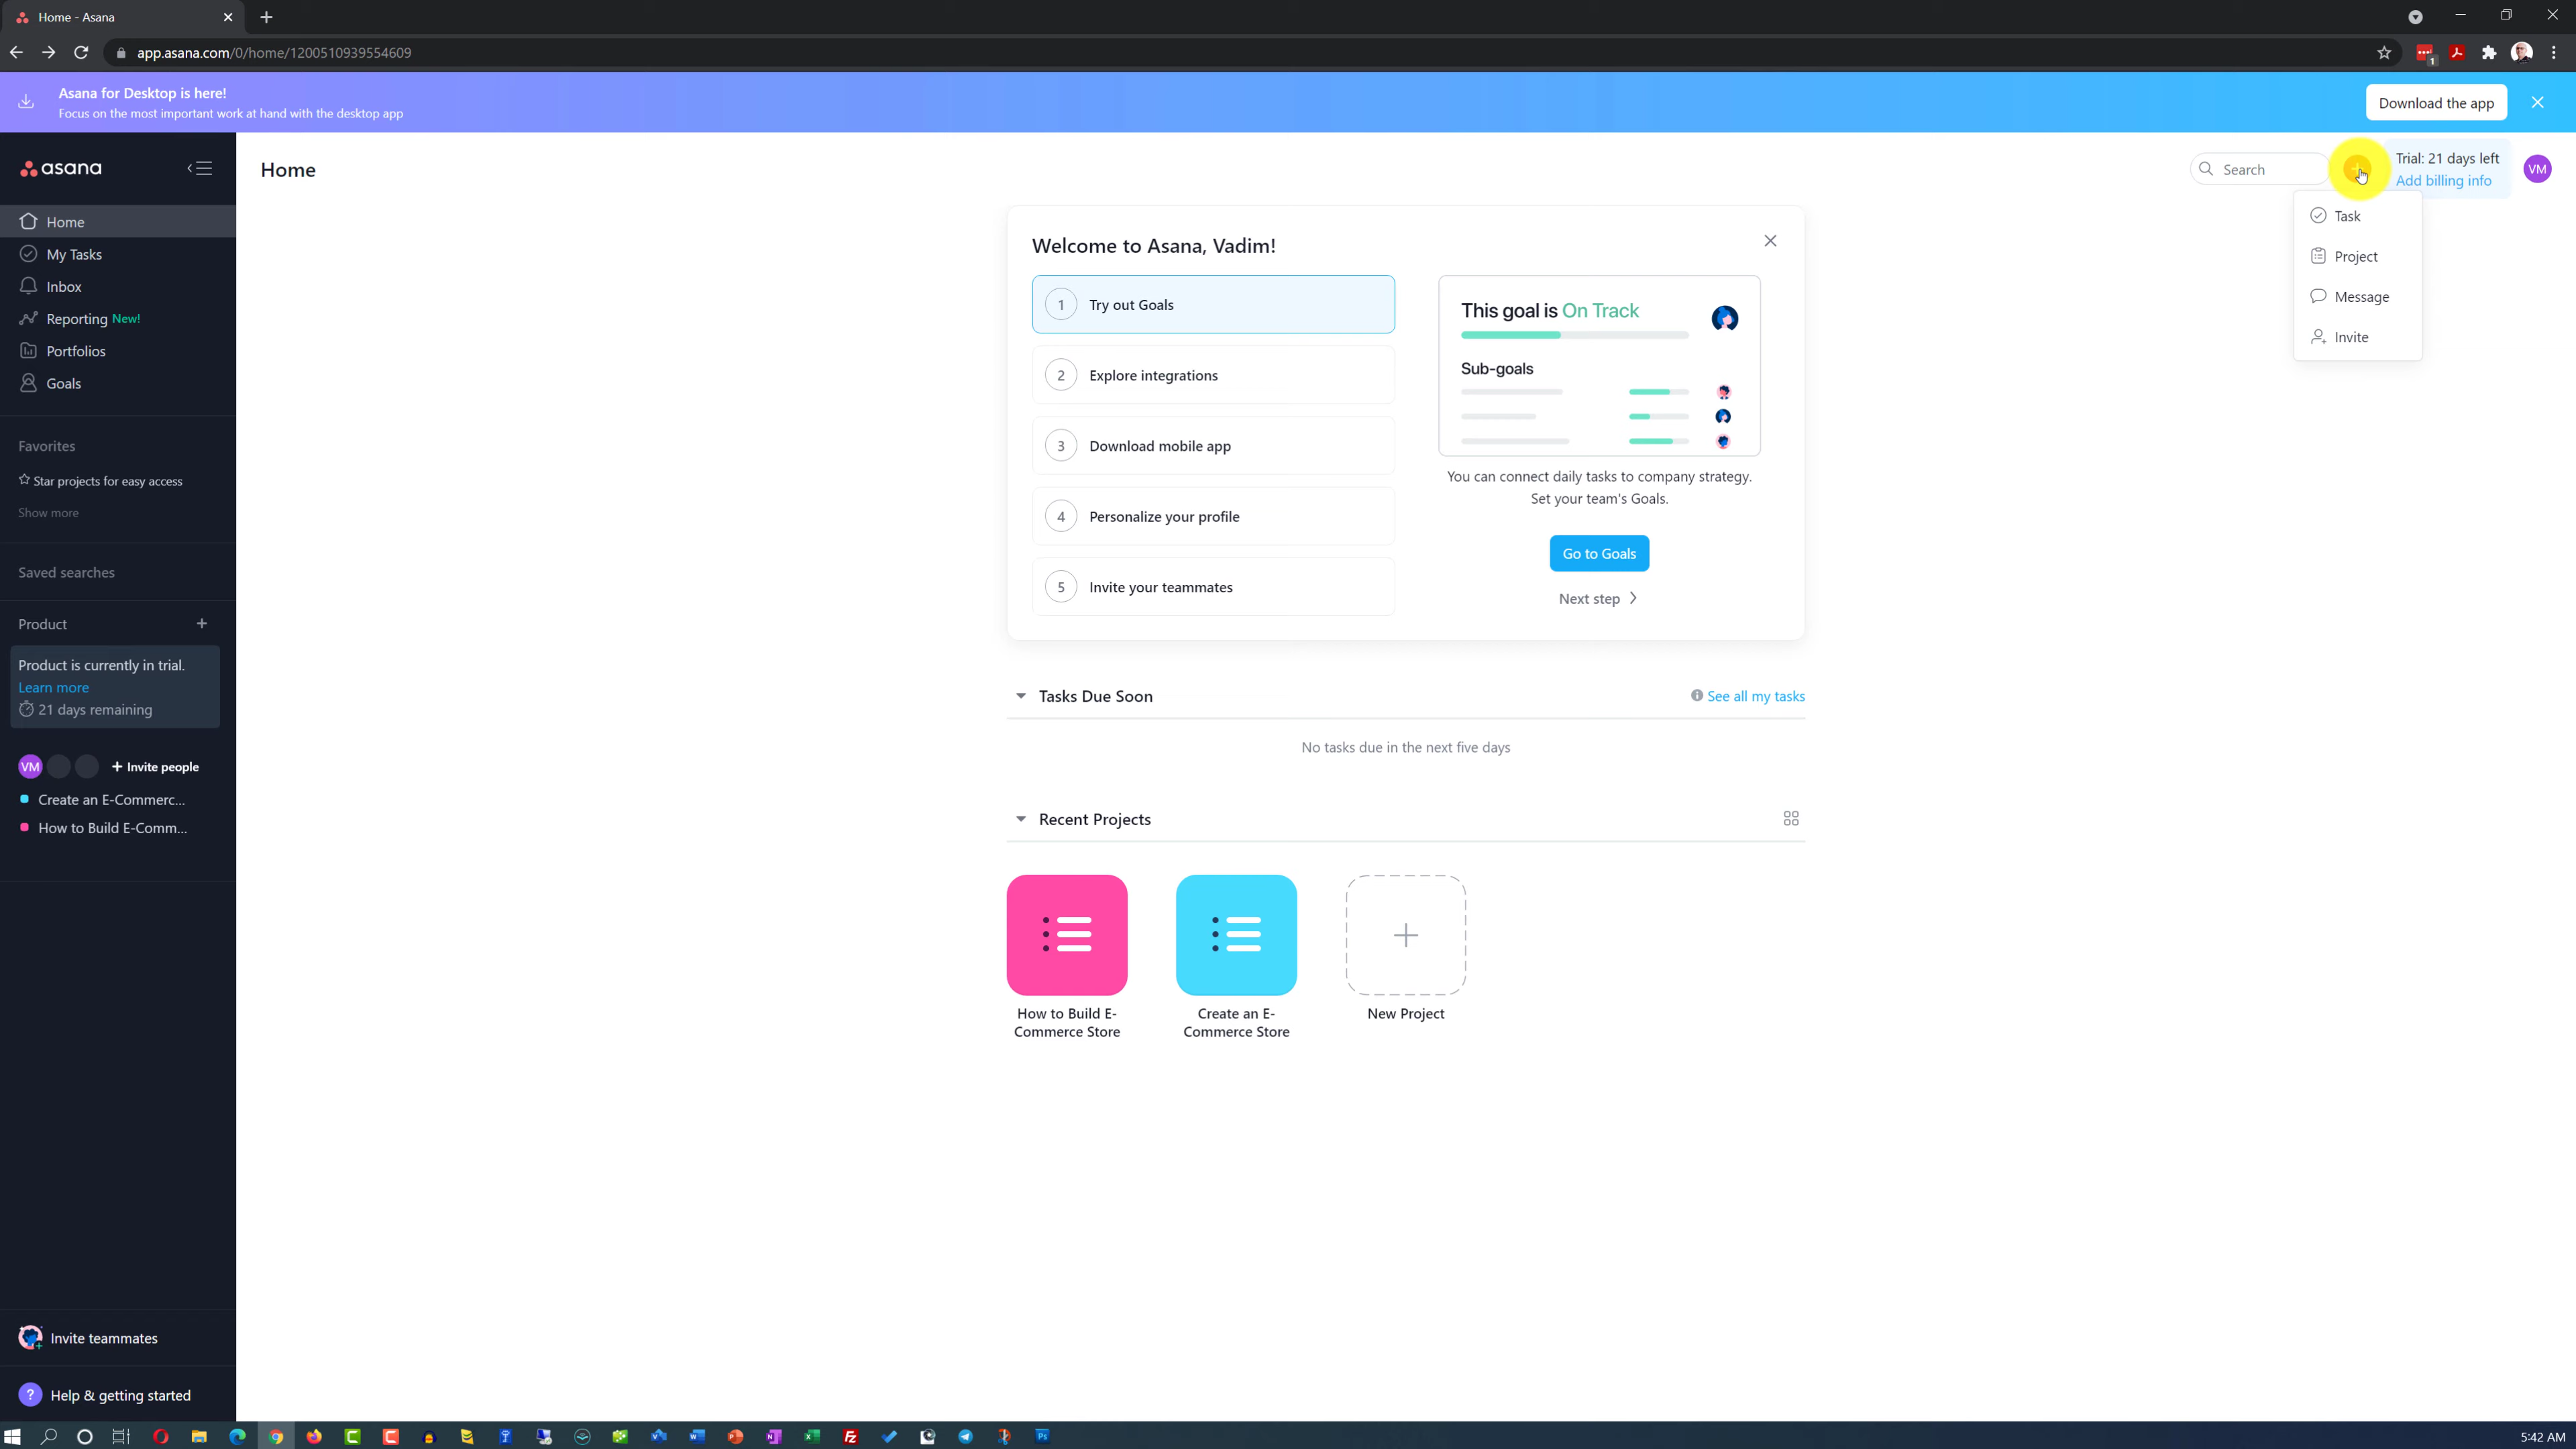 Home - Asana
app.asana.com/0/home/1200510939554609
1
Asana for Desktop is here!
Focus on the most important work at hand with the desktop app
Download the app
asana
Home
Search
Trial: 21 days left
Add billing info
VM
Home
My Tasks
Inbox
Reporting New!
Portfolios
Goals
Favorites
Star projects for easy access
Show more
Saved searches
Product
Product is currently in trial.
Learn more
21 days remaining
VM
Invite people
Create an E-Commerc...
How to Build E-Comm...
Invite teammates
? Help & getting started
Task
Project
Message
Invite
Welcome to Asana, Vadim!
1 Try out Goals
2 Explore integrations
3 Download mobile app
4 Personalize your profile
5 Invite your teammates
This goal is On Track
Sub-goals
You can connect daily tasks to company strategy.
Set your team's Goals.
Go to Goals
Next step
Tasks Due Soon
See all my tasks
No tasks due in the next five days
Recent Projects
How to Build E-
Commerce Store
Create an E-
Commerce Store
New Project
5:42 AM